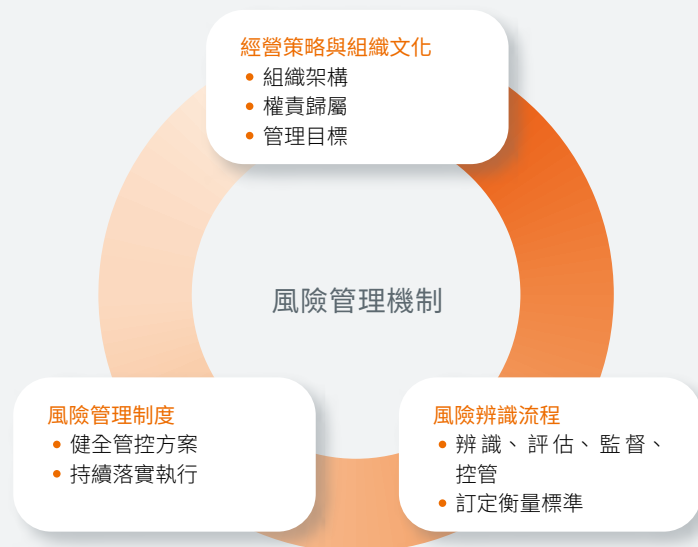 經營策略與組織文化
• 組織架構
• 權責歸屬
• 管理目標
風險管理機制
風險管理制度
• 健全管控方案
• 持續落實執行
風險辨識流程
• 辨識、評估、監督、
控管
• 訂定衡量標準